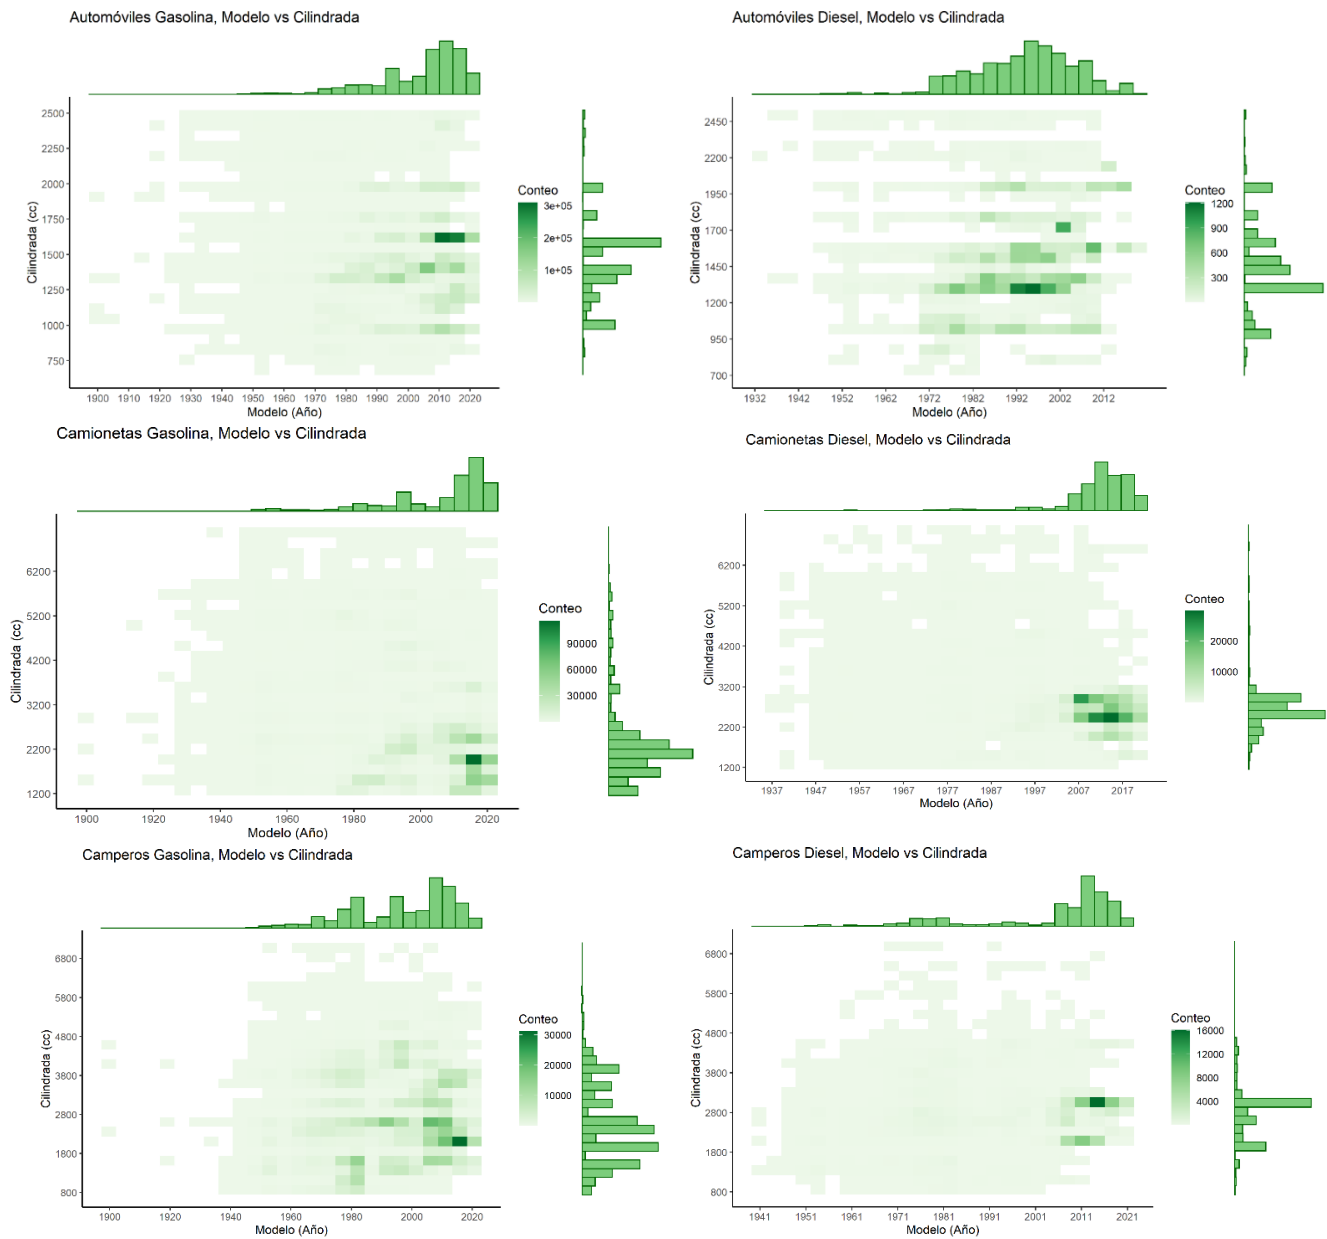 Automóviles Gasolina, Modelo vs Cilindrada
Cilindrada (cc)
2500
2250
2000
1750
1500
1250
1000
750
1900 1910 1920 1930 1940 1950 1960 1970 1980 1990 2000 2010 2020
Modelo (Año)
Conteo
3e+05
2e+05
1e+05
Automóviles Diesel, Modelo vs Cilindrada
Cilindrada (cc)
2450
2200
1950
1700
1450
1200
950
700
1932 1942 1952 1962 1972 1982 1992 2002 2012
Modelo (Año)
Conteo
1200
900
600
300
Camionetas Gasolina, Modelo vs Cilindrada
Cilindrada (cc)
6200
5200
4200
3200
2200
1200
1900 1920 1940 1960 1980 2000 2020
Modelo (Año)
Conteo
90000
60000
30000
Camionetas Diesel, Modelo vs Cilindrada
Cilindrada (cc)
6200
5200
4200
3200
2200
1200
1937 1947 1957 1967 1977 1987 1997 2007 2017
Modelo (Año)
Conteo
20000
10000
Camperos Gasolina, Modelo vs Cilindrada
Cilindrada (cc)
6800
5800
4800
3800
2800
1800
800
1900 1920 1940 1960 1980 2000 2020
Modelo (Año)
Conteo
30000
20000
10000
Camperos Diesel, Modelo vs Cilindrada
Cilindrada (cc)
6800
5800
4800
3800
2800
1800
800
1941 1951 1961 1971 1981 1991 2001 2011 2021
Modelo (Año)
Conteo
16000
12000
8000
4000